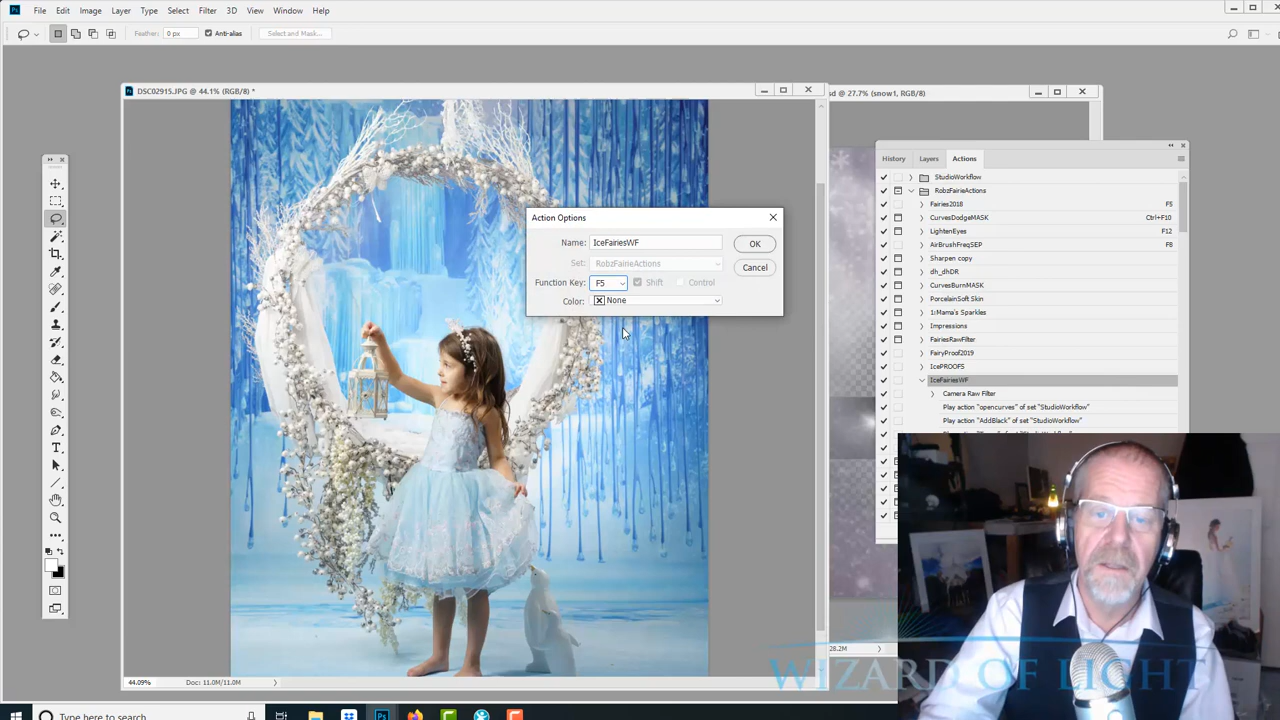 Ps File Edit Image Layer Type Select Filter 3D View Window Help
Feather: 0 px Anti-alias Select and Mask...
DSC02915.JPG @ 44.1% (RGB/8) *
sd @ 27.7% (snow1, RGB/8)
Action Options
Name: IceFairiesWF
OK
Set: RobzFairieActions
Cancel
Function Key: F5 Shift Control
Color: None
History Layers Actions
StudioWorkflow
RobzFairieActions
Fairies2018 F5
CurvesDodgeMASK Ctrl+F10
LightenEyes F12
AirBrushFreqSEP F8
Sharpen copy
dh_dhDR
CurvesBurnMASK
PorcelainSoft Skin
1:Mama's Sparkles
Impressions
FairiesRawFilter
FairyProof2019
IcePROOFS
IceFairiesWF
Camera Raw Filter
Play action "opencurves" of set "StudioWorkflow"
Play action "AddBlack" of set "StudioWorkflow"
28.2M
WIZARD OF LIGHT
44.09% Doc: 11.0M/11.0M
Type here to search
Ps